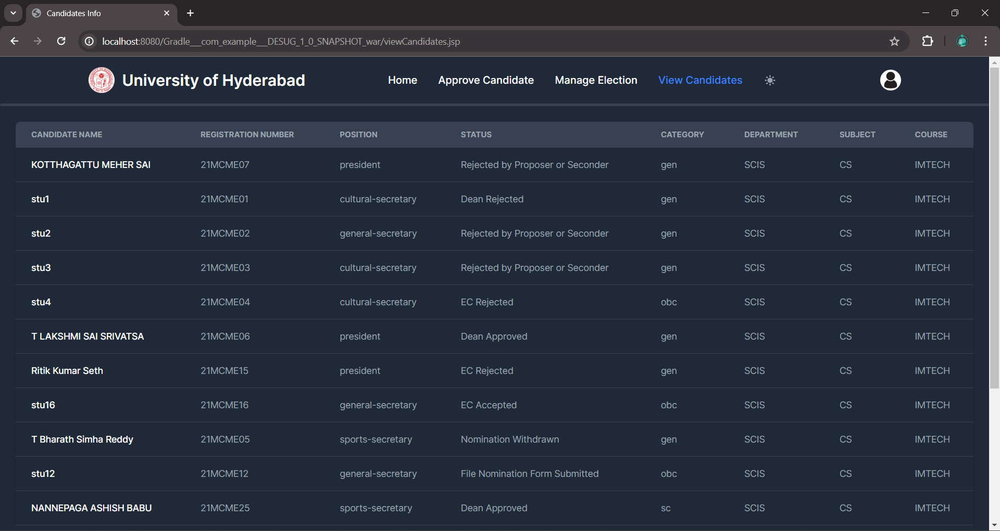 Candidates Info
localhost:8080/Gradle___com_example___DESUG_1_0_SNAPSHOT_war/viewCandidates.jsp
University of Hyderabad Home Approve Candidate Manage Election View Candidates
CANDIDATE NAME REGISTRATION NUMBER POSITION STATUS CATEGORY DEPARTMENT SUBJECT COURSE
KOTTHAGATTU MEHER SAI 21MCME07 president Rejected by Proposer or Seconder gen SCIS CS IMTECH
stu1 21MCME01 cultural-secretary Dean Rejected gen SCIS CS IMTECH
stu2 21MCME02 general-secretary Rejected by Proposer or Seconder gen SCIS CS IMTECH
stu3 21MCME03 cultural-secretary Rejected by Proposer or Seconder gen SCIS CS IMTECH
stu4 21MCME04 cultural-secretary EC Rejected obc SCIS CS IMTECH
T LAKSHMI SAI SRIVATSA 21MCME06 president Dean Approved gen SCIS CS IMTECH
Ritik Kumar Seth 21MCME15 president EC Rejected gen SCIS CS IMTECH
stu16 21MCME16 general-secretary EC Accepted obc SCIS CS IMTECH
T Bharath Simha Reddy 21MCME05 sports-secretary Nomination Withdrawn gen SCIS CS IMTECH
stu12 21MCME12 general-secretary File Nomination Form Submitted obc SCIS CS IMTECH
NANNEPAGA ASHISH BABU 21MCME25 sports-secretary Dean Approved sc SCIS CS IMTECH